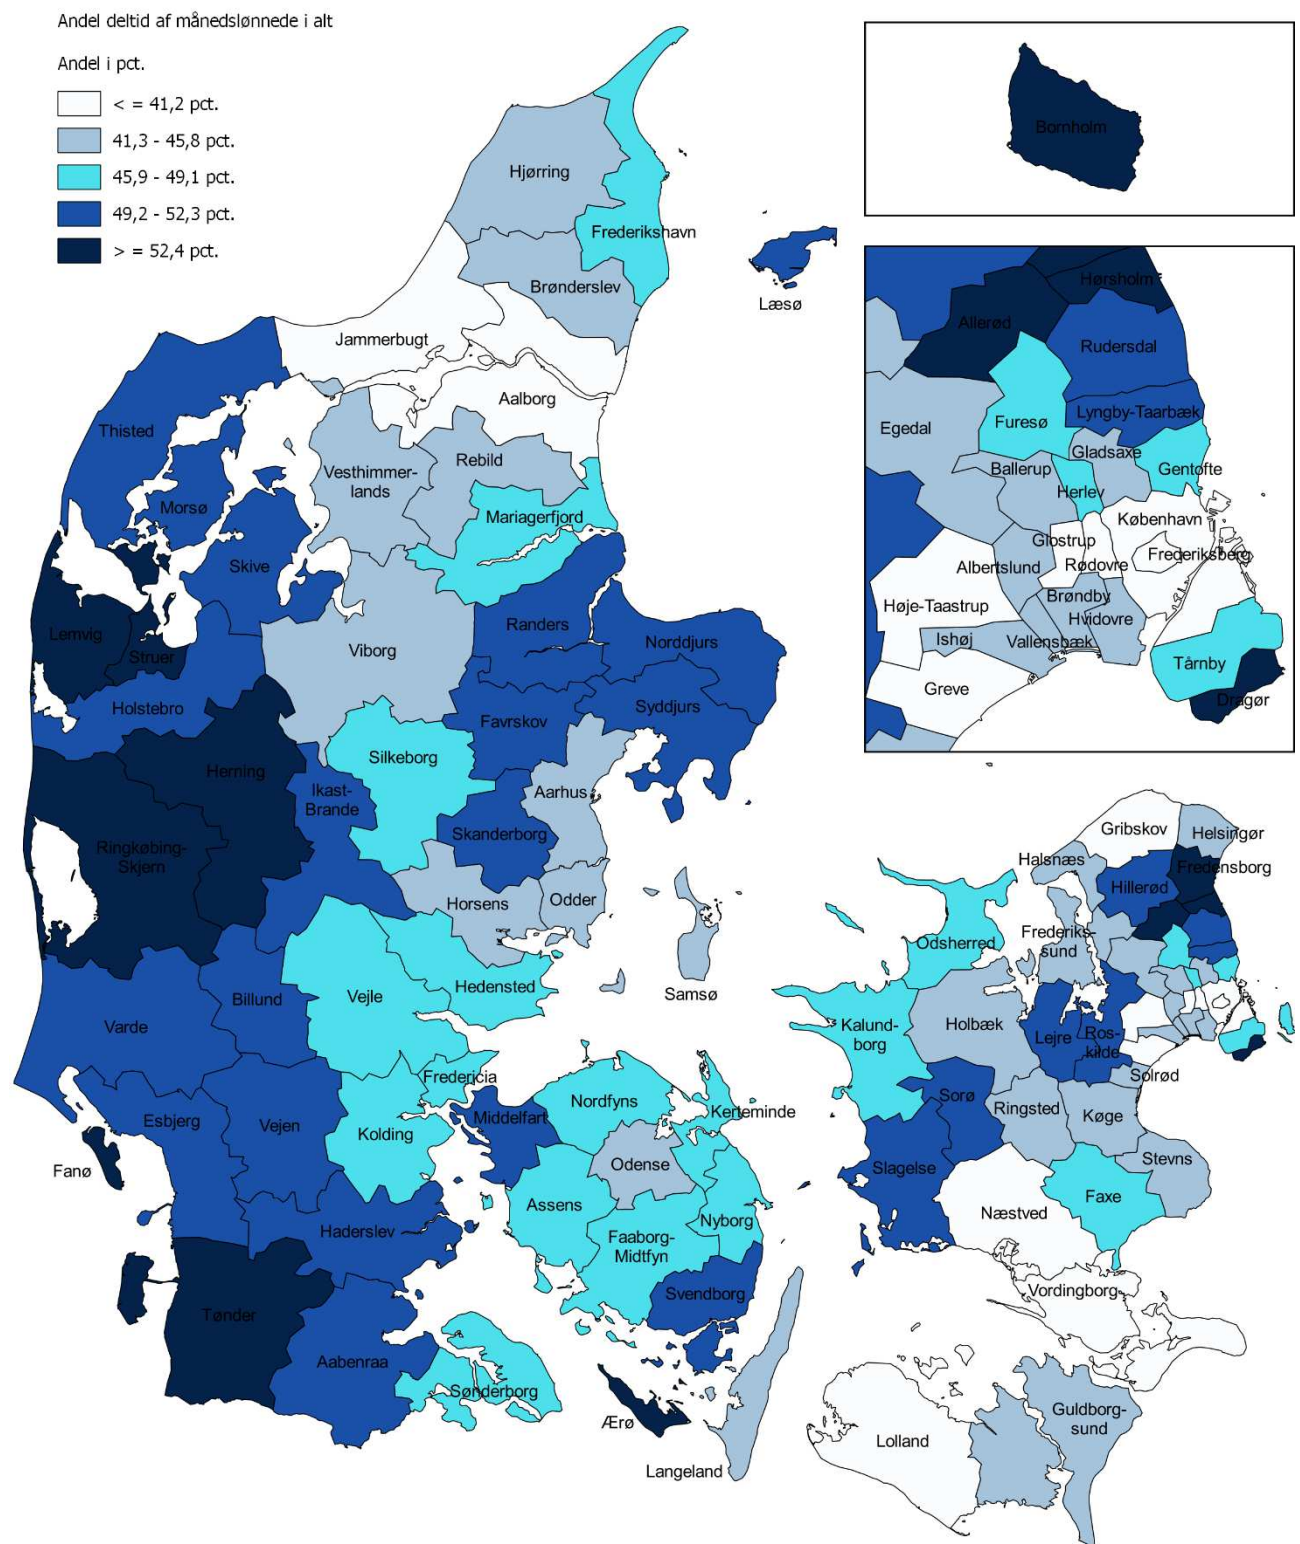 Andel deltid af månedslønnede i alt
Andel i pct.
< = 41,2 pct.
41,3 - 45,8 pct.
45,9 - 49,1 pct.
49,2 - 52,3 pct.
> = 52,4 pct.
Bornholm
Hjørring
Frederikshavn
Brønderslev
Læsø
Jammerbugt
Aalborg
Thisted
Vesthimmer-
lands
Rebild
Morsø
Mariagerfjord
Skive
Lemvig
Struer
Viborg
Randers
Norddjurs
Holstebro
Favrskov
Syddjurs
Silkeborg
Herning
Ikast-
Brande
Aarhus
Skanderborg
Ringkøbing-
Skjern
Horsens
Odder
Samsø
Billund
Vejle
Hedensted
Varde
Fredericia
Esbjerg
Vejen
Kolding
Middelfart
Nordfyns
Kerteminde
Fanø
Odense
Assens
Nyborg
Haderslev
Faaborg-
Midtfyn
Svendborg
Tønder
Aabenraa
Sønderborg
Ærø
Langeland
Hørsholm
Allerød
Rudersdal
Egedal
Furesø
Lyngby-Taarbæk
Gladsaxe
Ballerup
Gentofte
Herlev
København
Glostrup
Frederiksberg
Rødovre
Albertslund
Brøndby
Høje-Taastrup
Hvidovre
Ishøj
Vallensbæk
Tårnby
Greve
Dragør
Gribskov
Helsingør
Halsnæs
Fredensborg
Hillerød
Odsherred
Frederiks-
sund
Kalund-
borg
Holbæk
Lejre
Ros-
kilde
Solrød
Sorø
Ringsted
Køge
Slagelse
Stevns
Faxe
Næstved
Vordingborg
Guldborg-
sund
Lolland